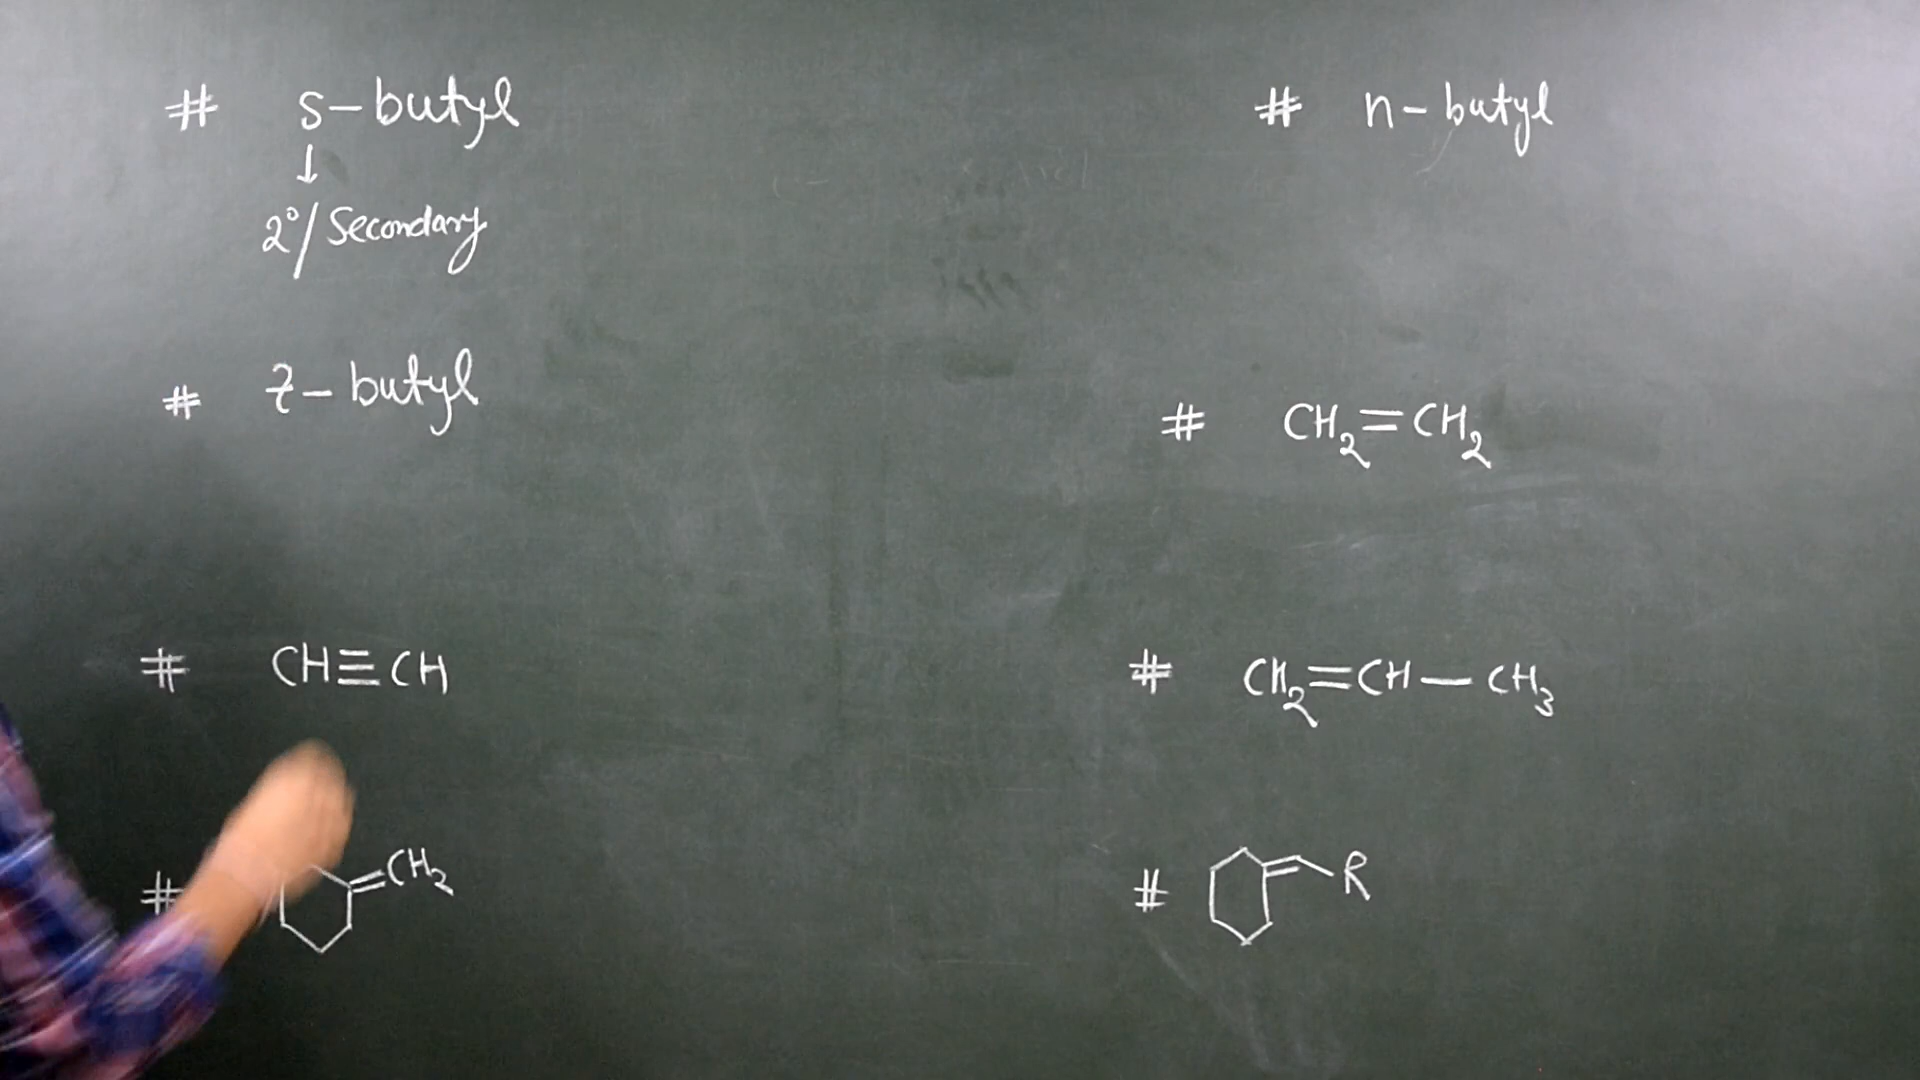 # s-butyl
↓
2°/Secondary
# n-butyl
# t-butyl
# CH₂=CH₂
# CH≡CH
# CH₂=CH—CH₃
# =CH₂
# R